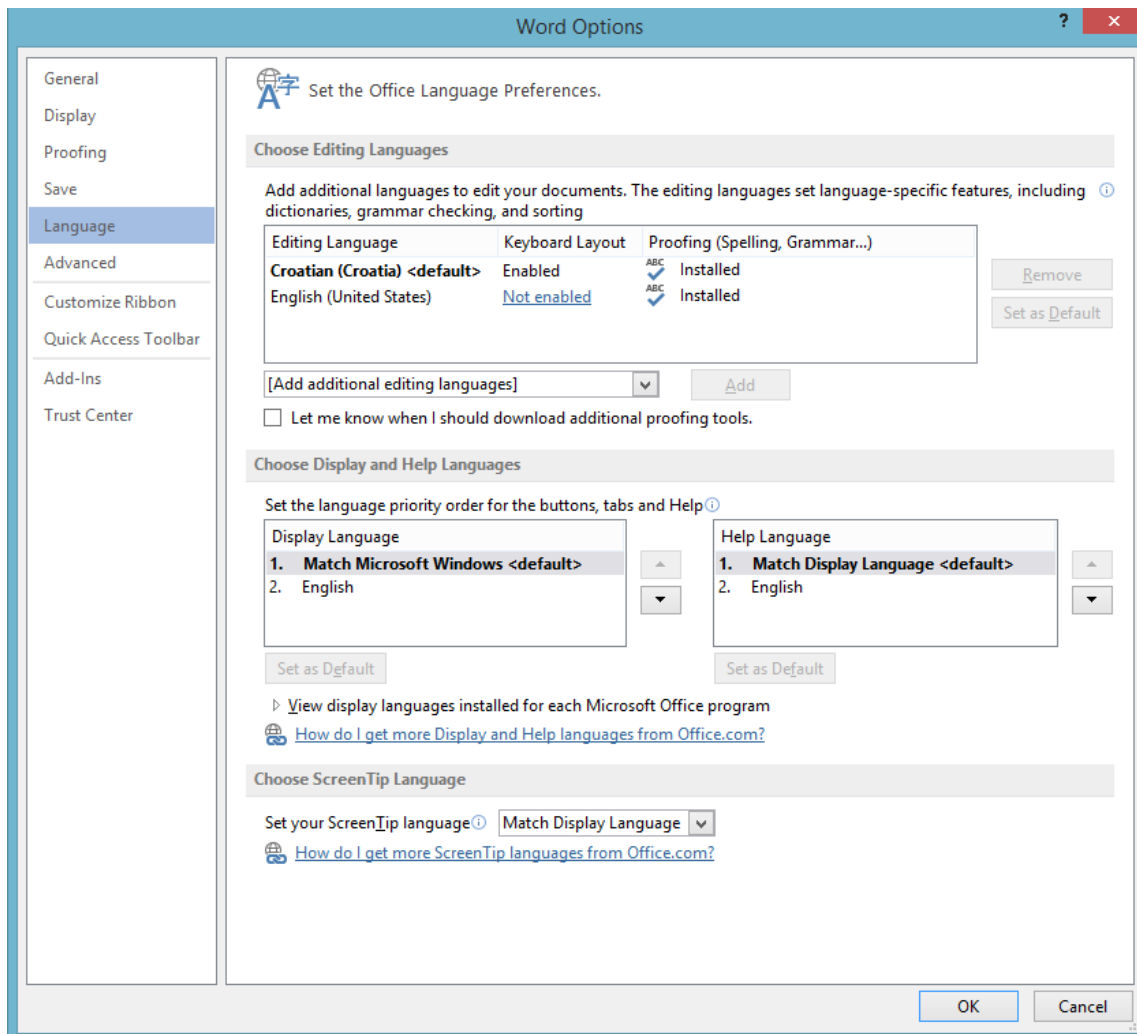 Word Options
? ×
General
Display
Proofing
Save
Language
Advanced
Customize Ribbon
Quick Access Toolbar
Add-Ins
Trust Center
A字 Set the Office Language Preferences.
Choose Editing Languages
Add additional languages to edit your documents. The editing languages set language-specific features, including
dictionaries, grammar checking, and sorting
Editing Language Keyboard Layout Proofing (Spelling, Grammar...)
Croatian (Croatia) <default> Enabled ABC Installed
English (United States) Not enabled ABC Installed
Remove
Set as Default
[Add additional editing languages] Add
Let me know when I should download additional proofing tools.
Choose Display and Help Languages
Set the language priority order for the buttons, tabs and Help
Display Language
1. Match Microsoft Windows <default>
2. English
Set as Default
Help Language
1. Match Display Language <default>
2. English
Set as Default
View display languages installed for each Microsoft Office program
How do I get more Display and Help languages from Office.com?
Choose ScreenTip Language
Set your ScreenTip language Match Display Language
How do I get more ScreenTip languages from Office.com?
OK Cancel